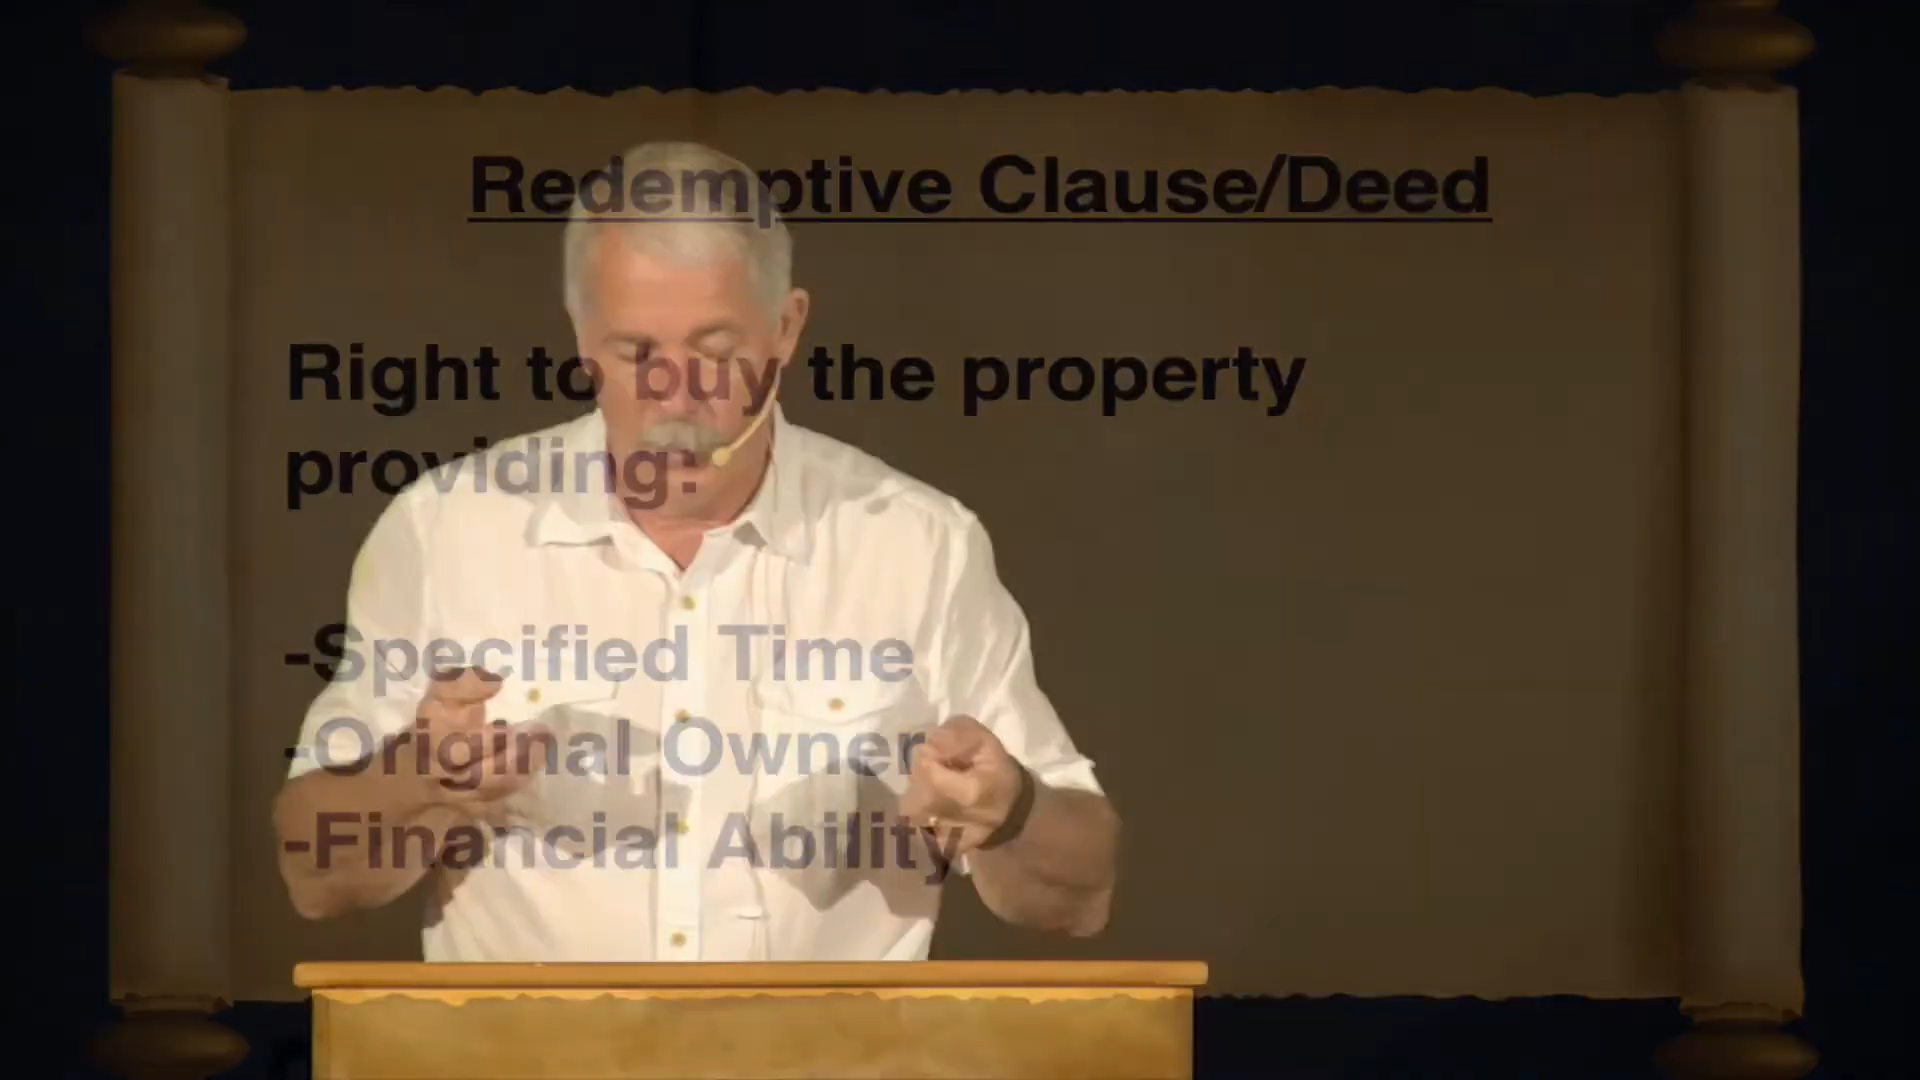 Redemptive Clause/Deed
Right to buy the property
providing:
-Specified Time
-Original Owner
-Financial Ability